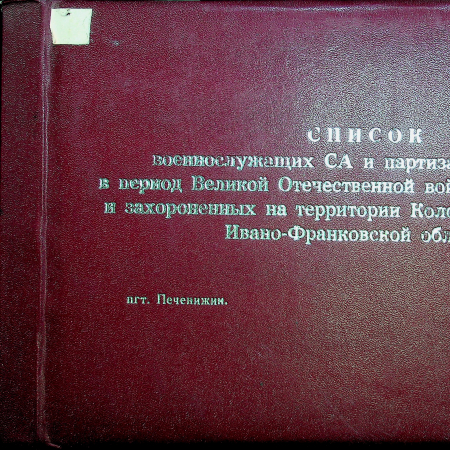 СПИСОК
военнослужащих СА и партиза
в период Великой Отечественной вой
и захороненных на территории Коло
Ивано-Франковской обл
пгт. Печенижин.